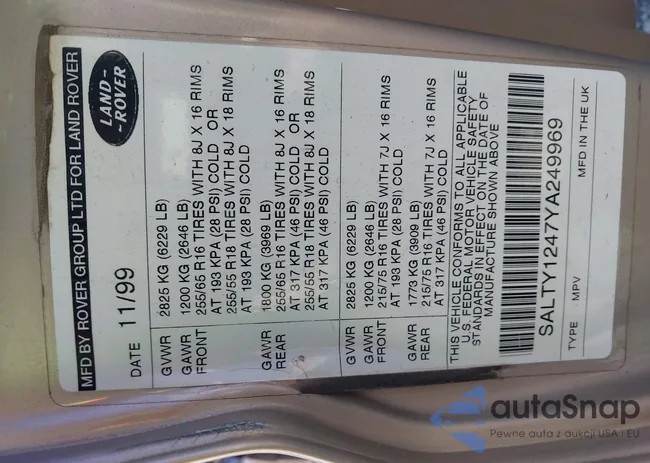 MFD BY ROVER GROUP LTD FOR LAND ROVER
DATE 11/99
LAND-
-ROVER
GVWR 2825 KG (6229 LB)
GAWR 1200 KG (2646 LB)
FRONT 255/65 R16 TIRES WITH 8J X 16 RIMS
AT 193 KPA (28 PSI) COLD OR
255/55 R18 TIRES WITH 8J X 18 RIMS
AT 193 KPA (28 PSI) COLD
GAWR 1800 KG (3969 LB)
REAR 255/65 R16 TIRES WITH 8J X 16 RIMS
AT 317 KPA (46 PSI) COLD OR
255/55 R18 TIRES WITH 8J X 18 RIMS
AT 317 KPA (46 PSI) COLD
GVWR 2825 KG (6229 LB)
GAWR 1200 KG (2646 LB)
FRONT 215/75 R16 TIRES WITH 7J X 16 RIMS
AT 193 KPA (28 PSI) COLD
GAWR 1773 KG (3909 LB)
REAR 215/75 R16 TIRES WITH 7J X 16 RIMS
AT 317 KPA (46 PSI) COLD
THIS VEHICLE CONFORMS TO ALL APPLICABLE
U.S. FEDERAL MOTOR VEHICLE SAFETY
STANDARDS IN EFFECT ON THE DATE OF
MANUFACTURE SHOWN ABOVE
SALTY1247YA249969
TYPE MPV MFD IN THE UK
autaSnap
Pewne auta z aukcji USA i EU